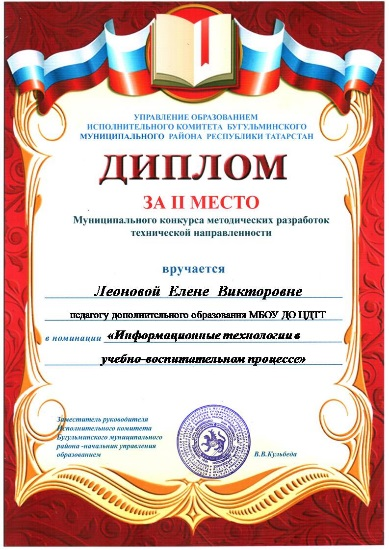 УПРАВЛЕНИЕ ОБРАЗОВАНИЕМ
ИСПОЛНИТЕЛЬНОГО КОМИТЕТА БУГУЛЬМИНСКОГО
МУНИЦИПАЛЬНОГО РАЙОНА РЕСПУБЛИКИ ТАТАРСТАН
ДИПЛОМ
ЗА II МЕСТО
Муниципального конкурса методических разработок
технической направленности
вручается
Леоновой Елене Викторовне
педагогу дополнительного образования МБОУ ДО ЦДТТ
в номинации «Информационные технологии в
учебно-воспитательном процессе»
Заместитель руководителя
Исполнительного комитета
Бугульминского муниципального
района -начальник управления
образованием
В.В.Кульбеда